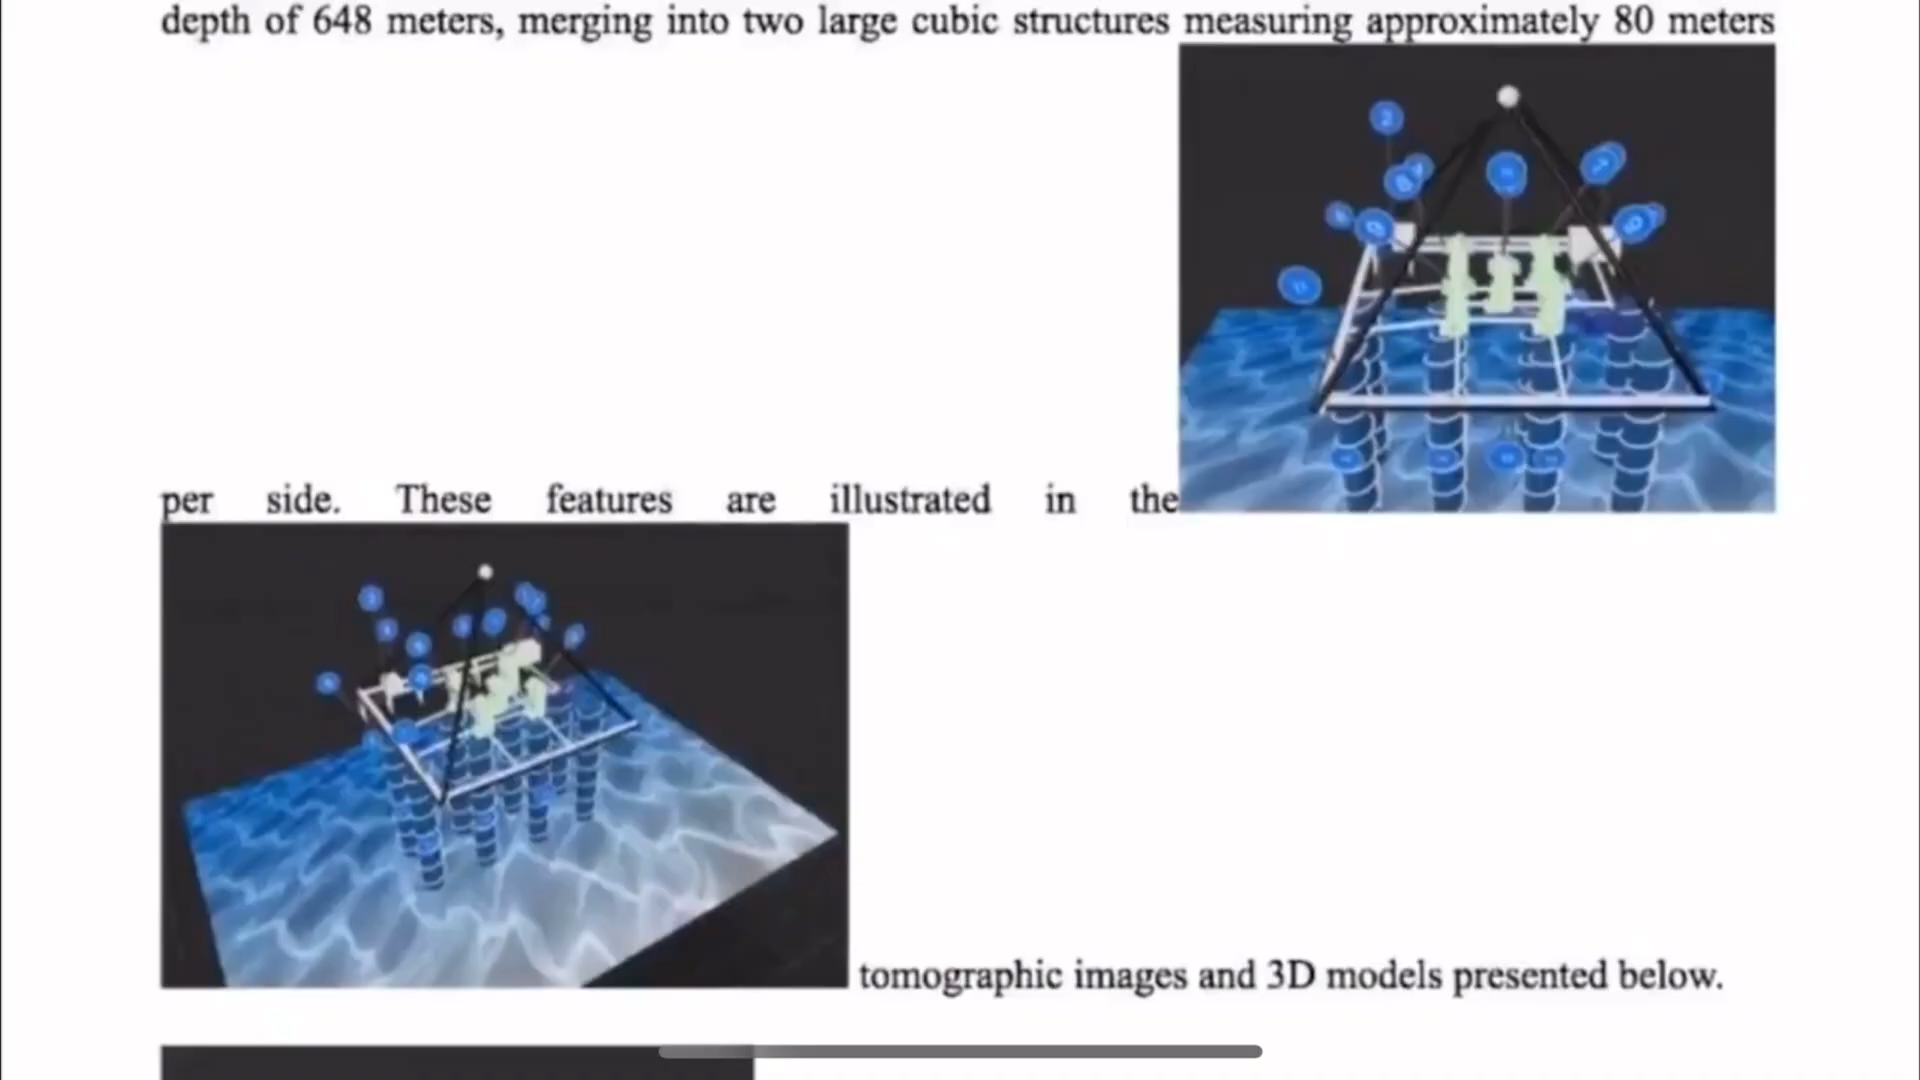 depth of 648 meters, merging into two large cubic structures measuring approximately 80 meters
per side. These features are illustrated in the
tomographic images and 3D models presented below.